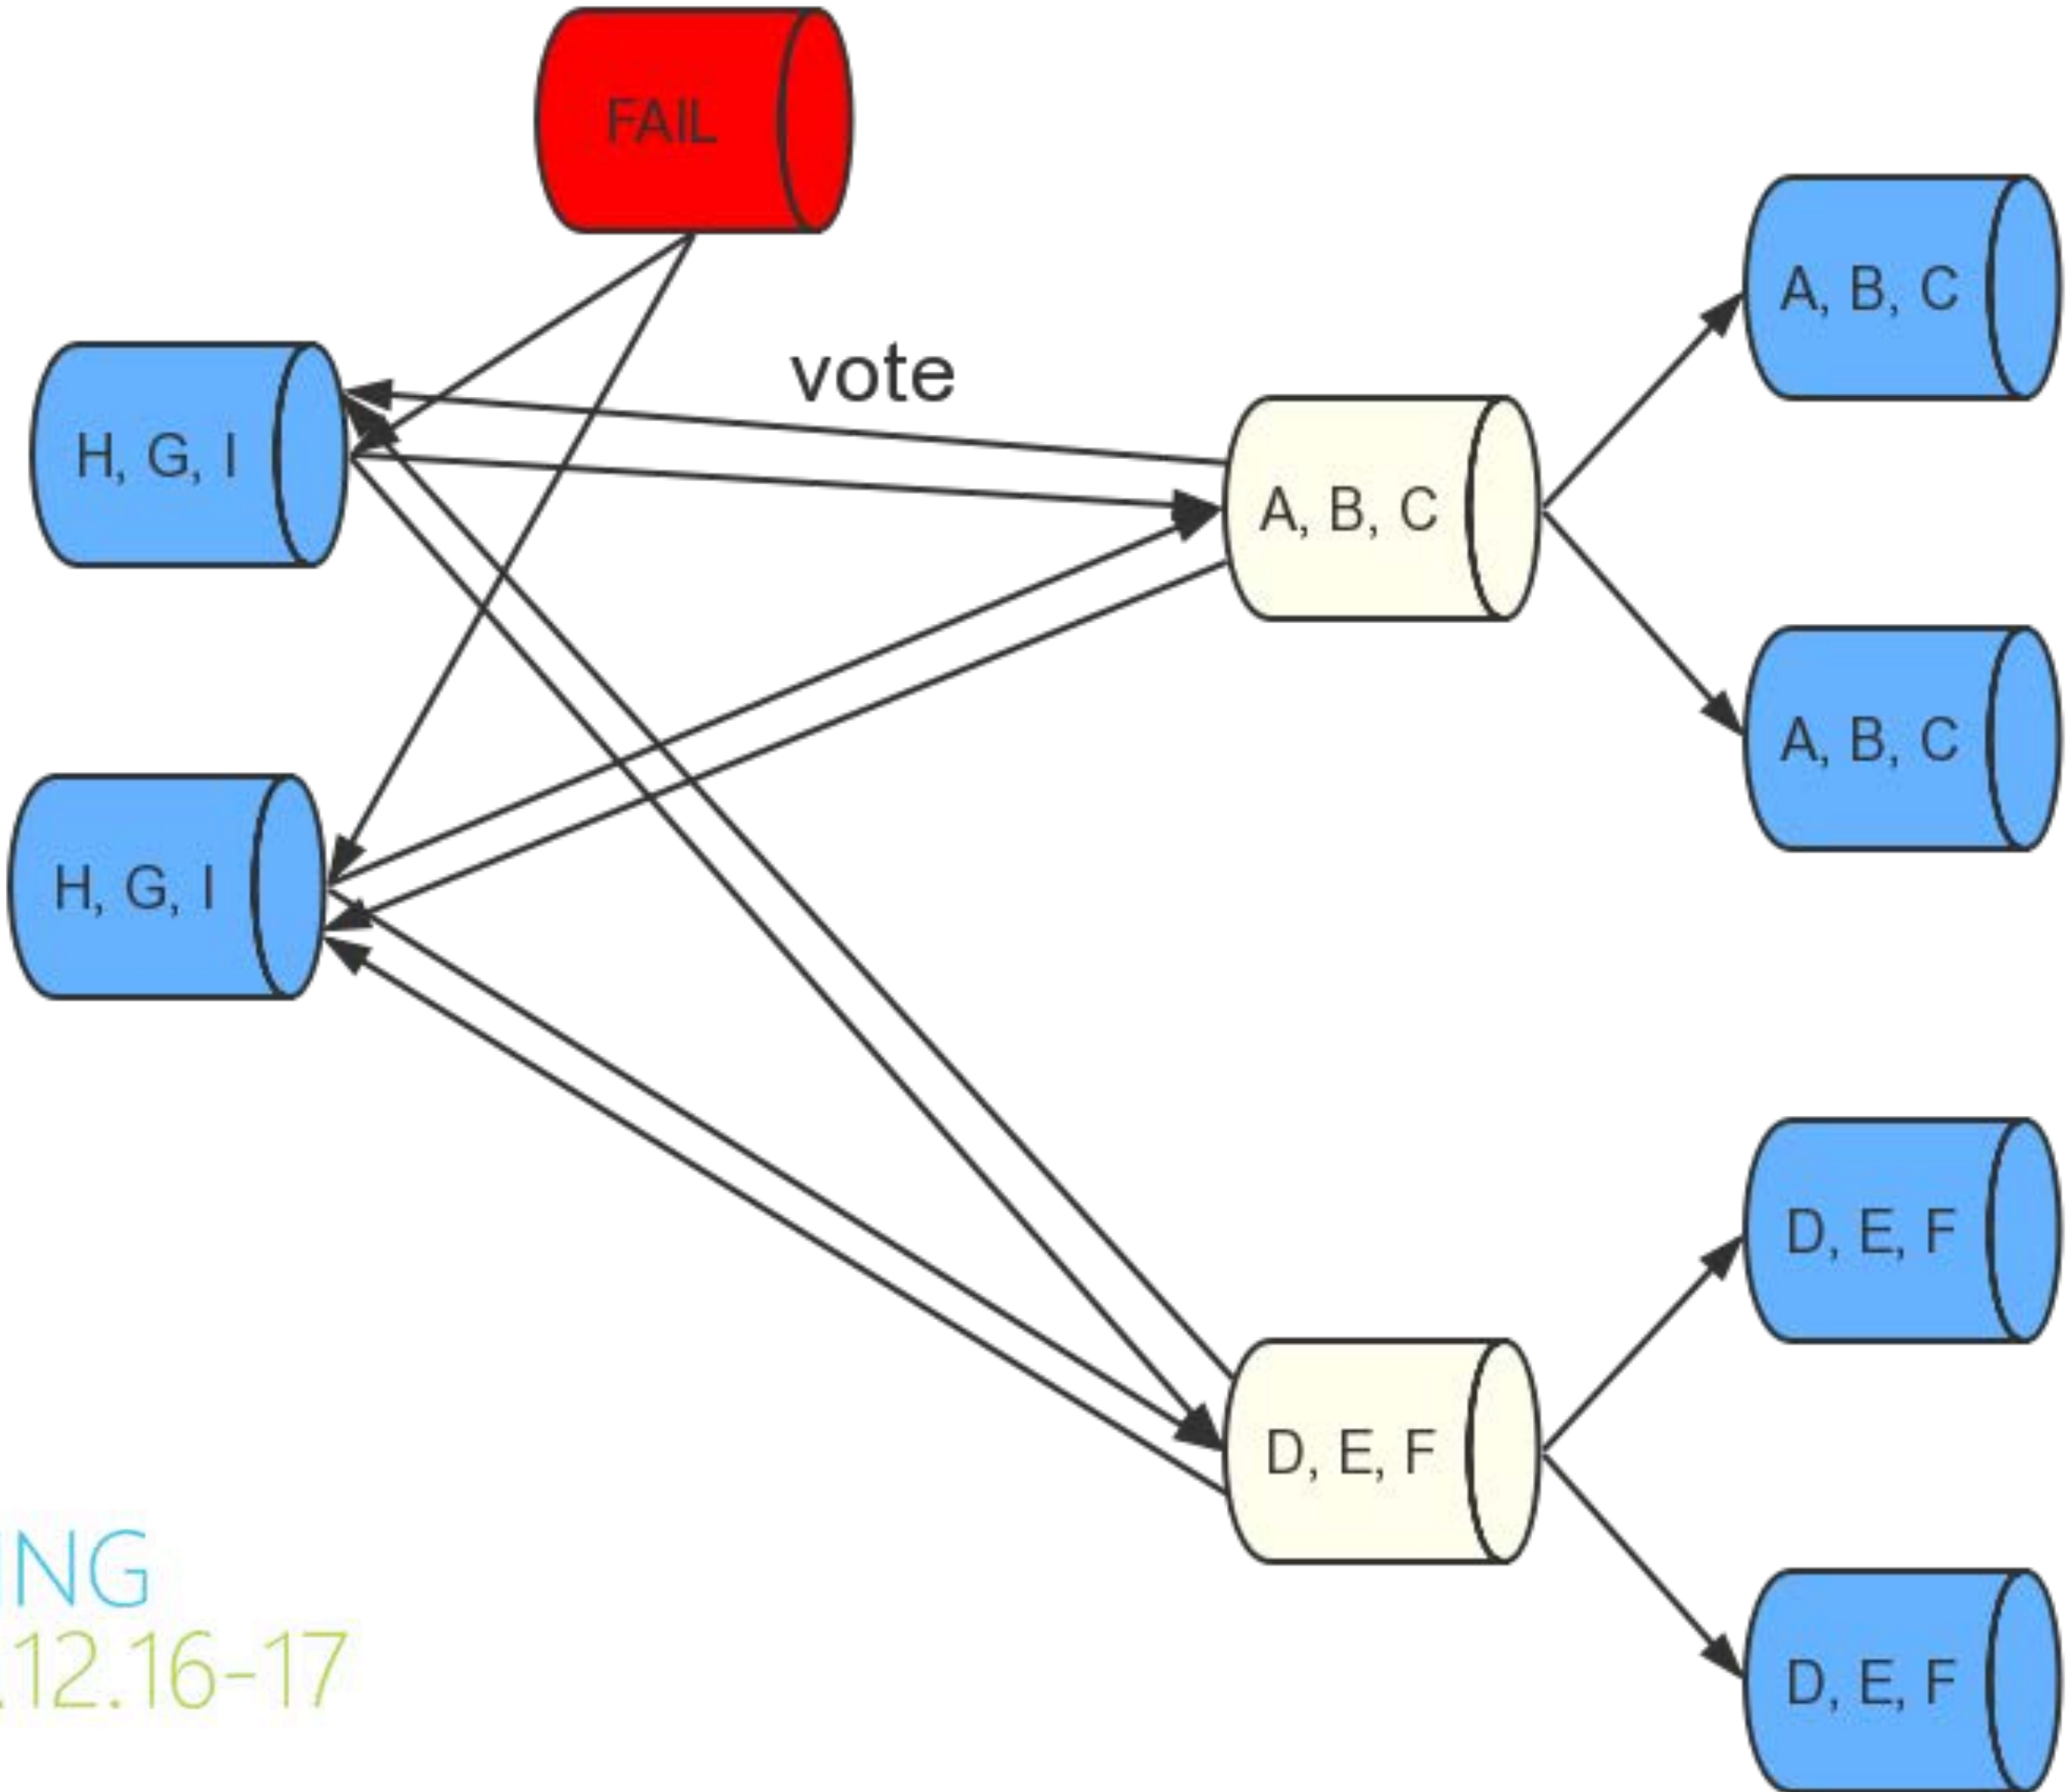 FAIL
A, B, C
vote
H, G, I
A, B, C
A, B, C
H, G, I
D, E, F
D, E, F
D, E, F
NG
.12.16-17